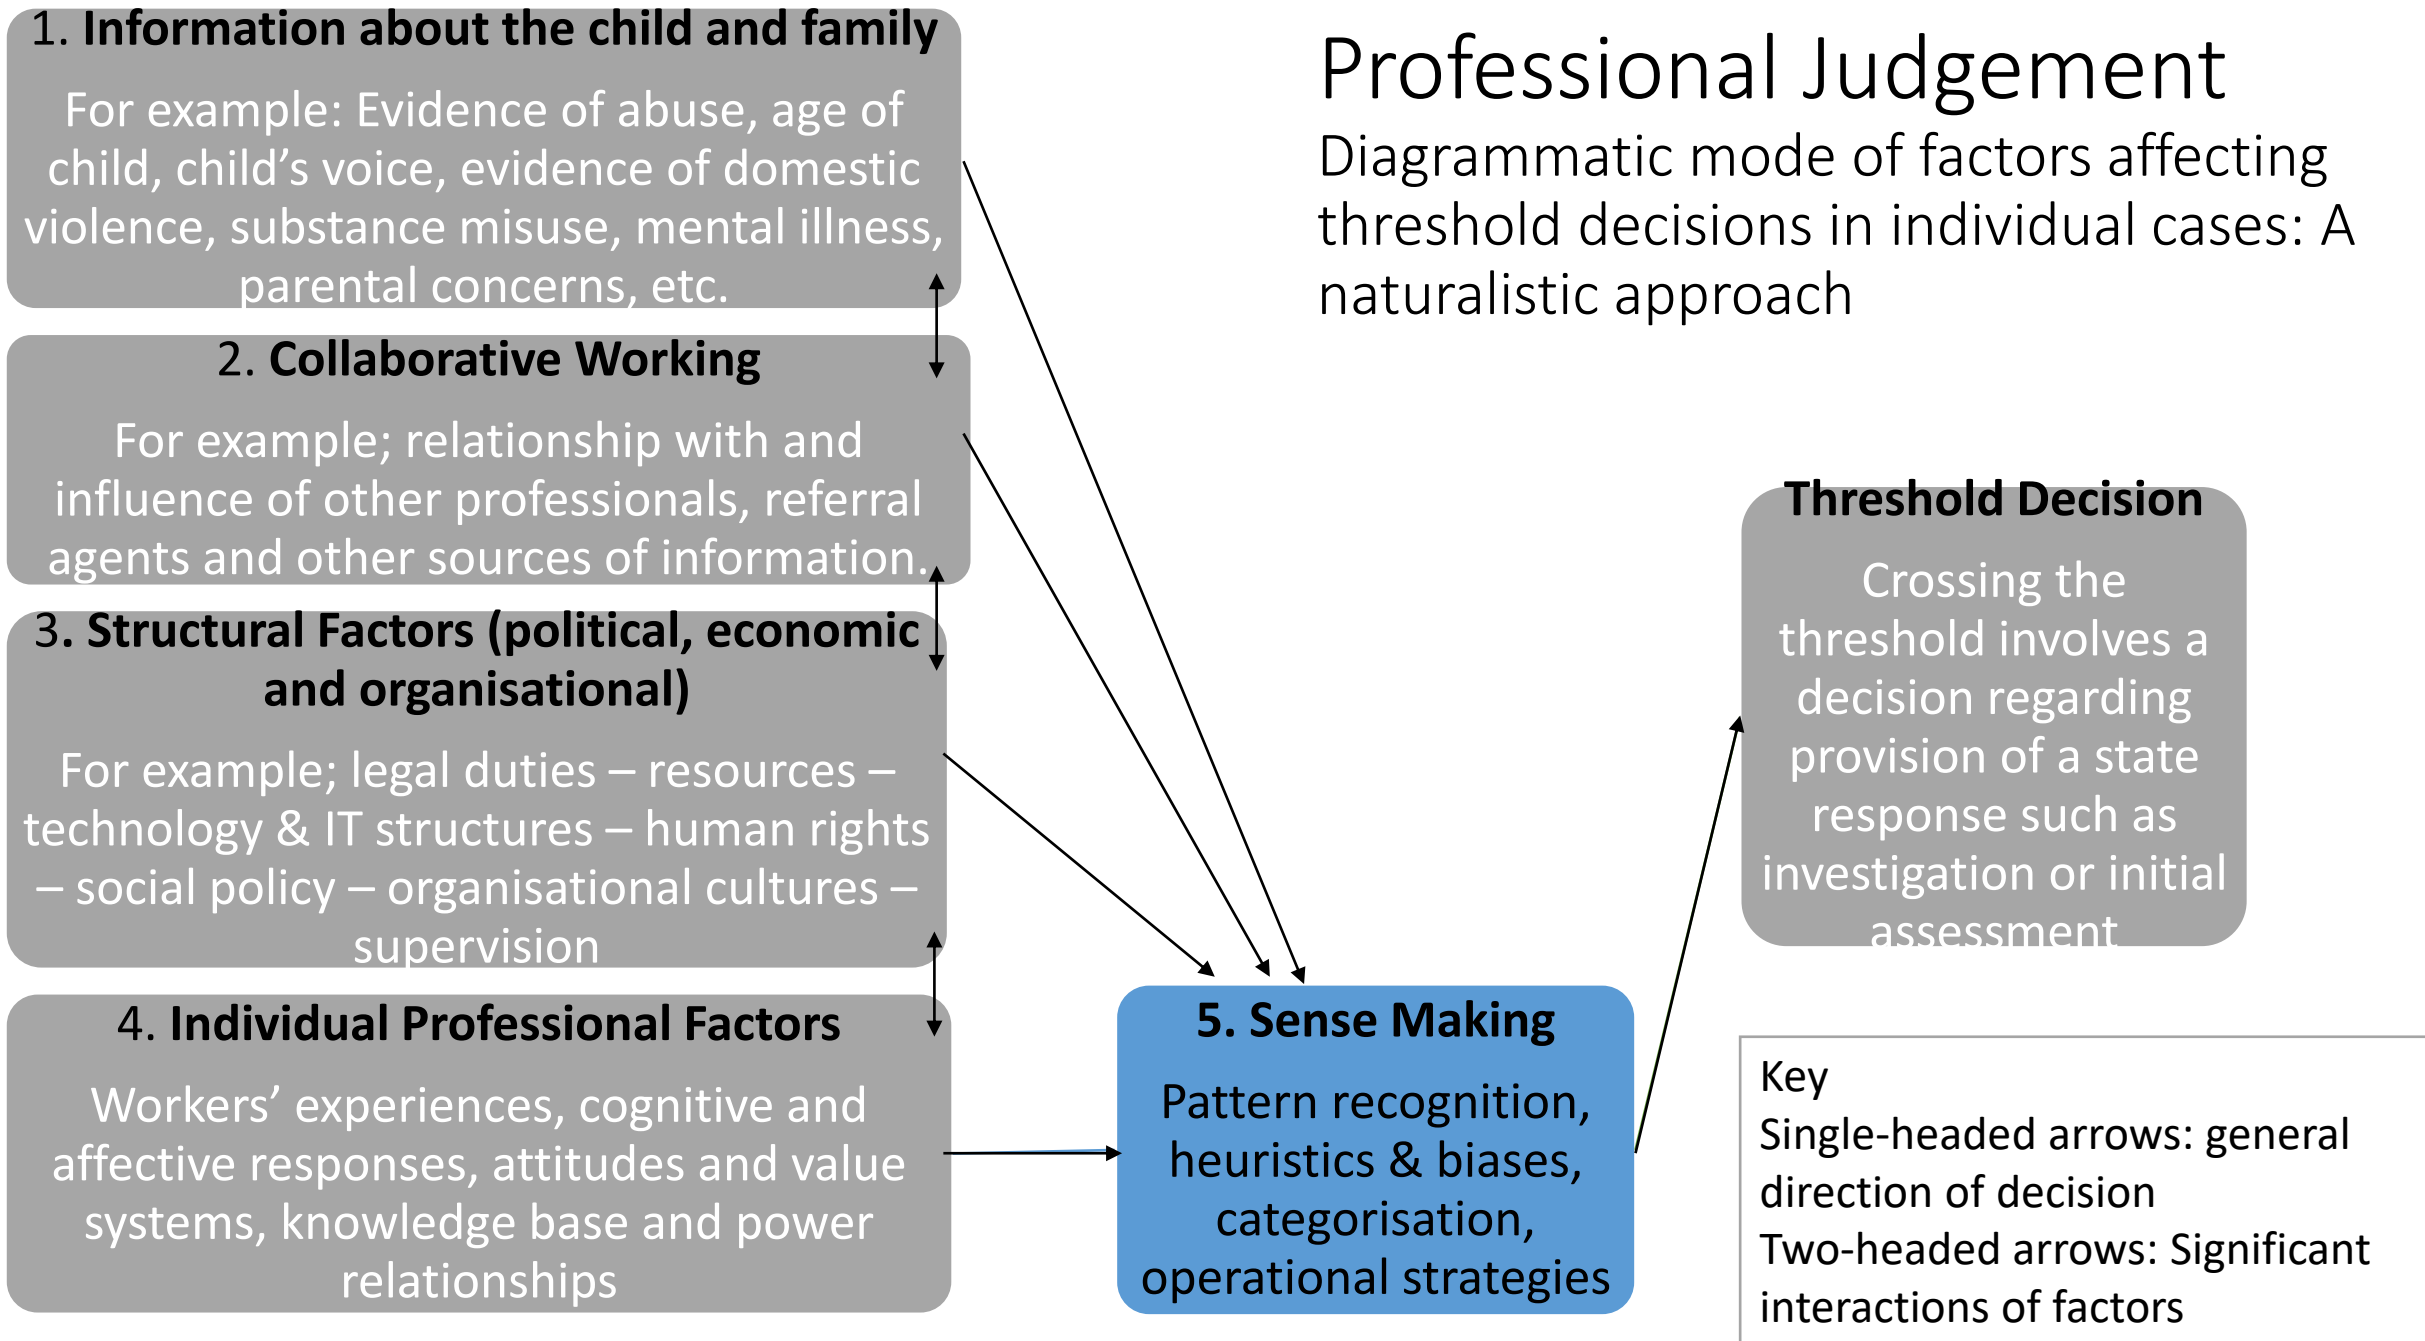 1. Information about the child and family
For example: Evidence of abuse, age of
child, child’s voice, evidence of domestic
violence, substance misuse, mental illness,
parental concerns, etc.
2. Collaborative Working
For example; relationship with and
influence of other professionals, referral
agents and other sources of information.
3. Structural Factors (political, economic
and organisational)
For example; legal duties – resources –
technology & IT structures – human rights
– social policy – organisational cultures –
supervision
4. Individual Professional Factors
Workers’ experiences, cognitive and
affective responses, attitudes and value
systems, knowledge base and power
relationships
Professional Judgement
Diagrammatic mode of factors affecting
threshold decisions in individual cases: A
naturalistic approach
5. Sense Making
Pattern recognition,
heuristics & biases,
categorisation,
operational strategies
Threshold Decision
Crossing the
threshold involves a
decision regarding
provision of a state
response such as
investigation or initial
assessment
Key
Single-headed arrows: general
direction of decision
Two-headed arrows: Significant
interactions of factors